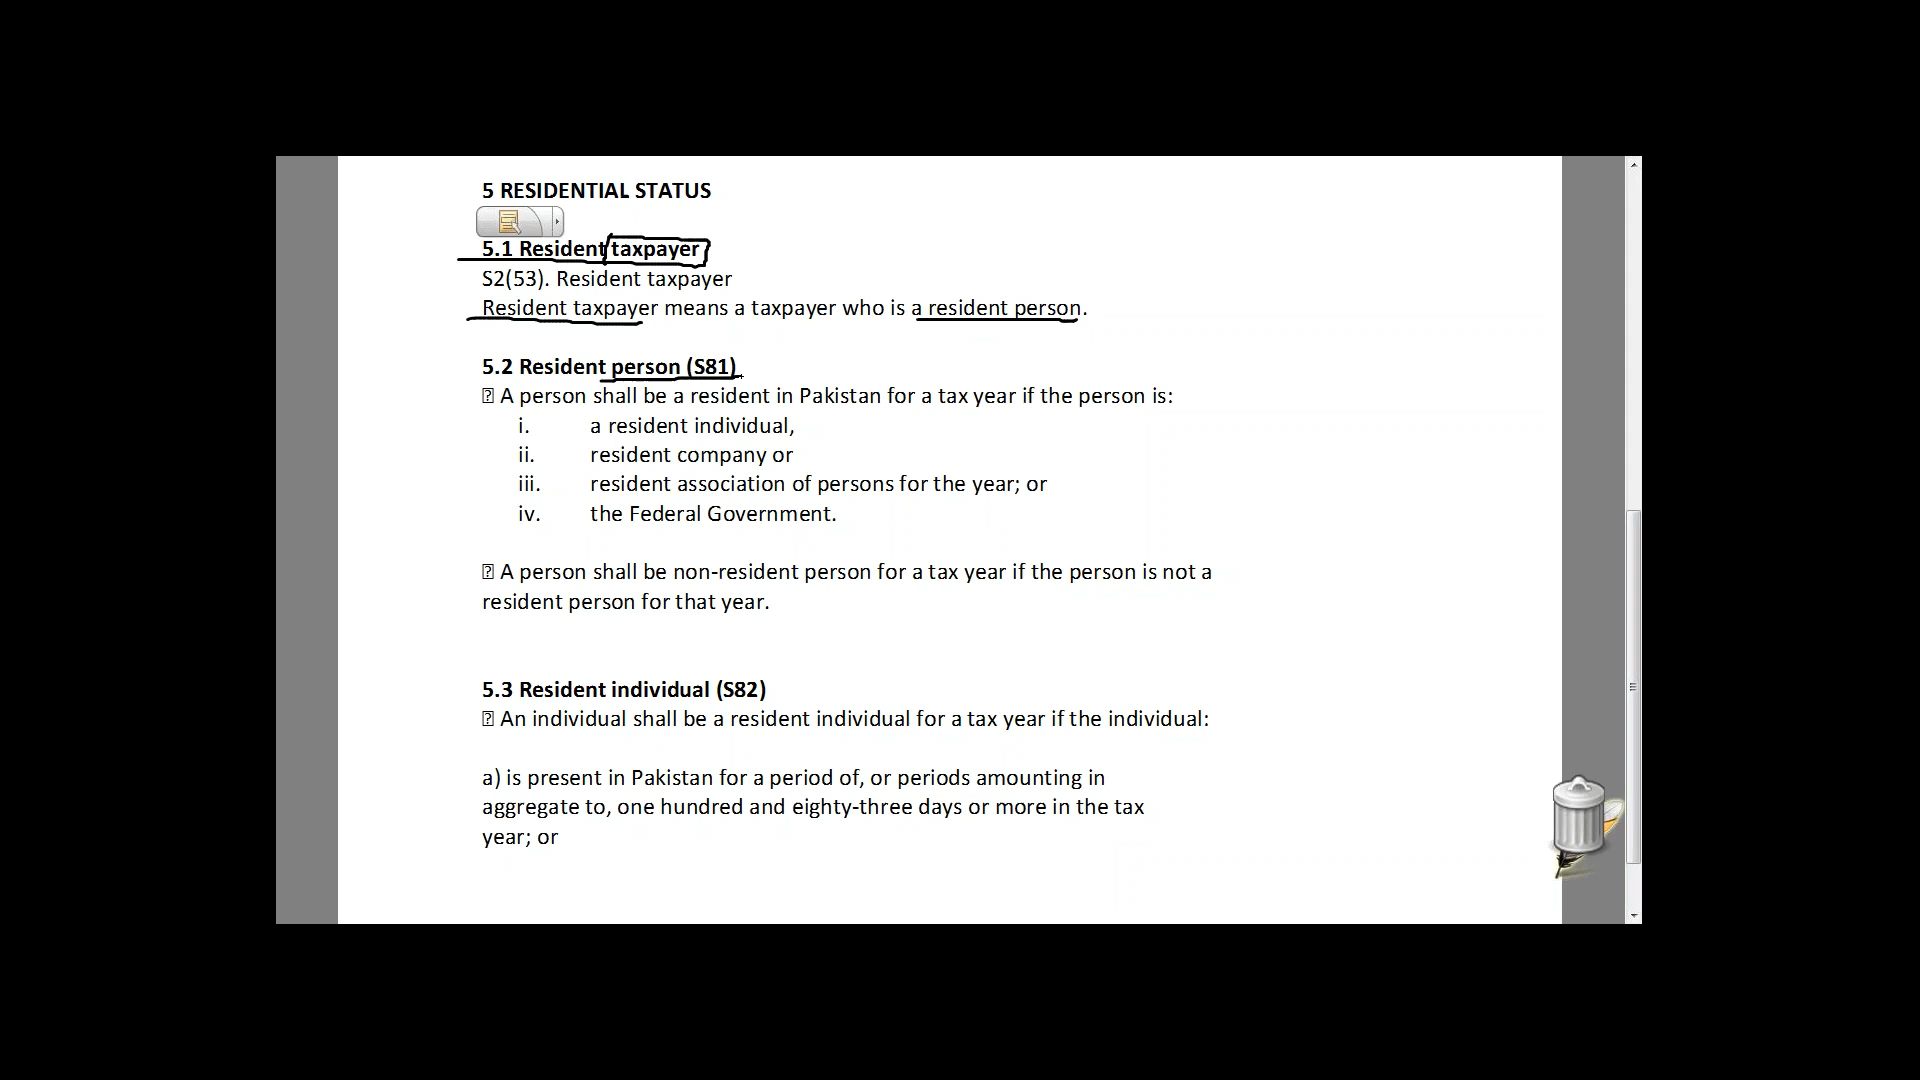 5 RESIDENTIAL STATUS
5.1 Resident taxpayer
S2(53). Resident taxpayer
Resident taxpayer means a taxpayer who is a resident person.
5.2 Resident person (S81)
A person shall be a resident in Pakistan for a tax year if the person is:
i. a resident individual,
ii. resident company or
iii. resident association of persons for the year; or
iv. the Federal Government.
A person shall be non-resident person for a tax year if the person is not a
resident person for that year.
5.3 Resident individual (S82)
An individual shall be a resident individual for a tax year if the individual:
a) is present in Pakistan for a period of, or periods amounting in
aggregate to, one hundred and eighty-three days or more in the tax
year; or